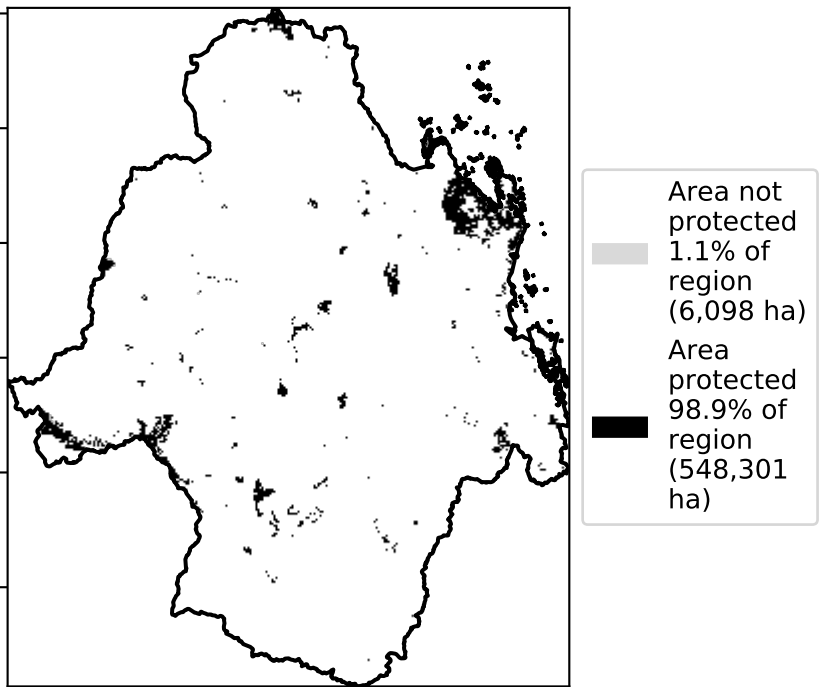 Area not
protected
1.1% of
region
(6,098 ha)
Area
protected
98.9% of
region
(548,301
ha)